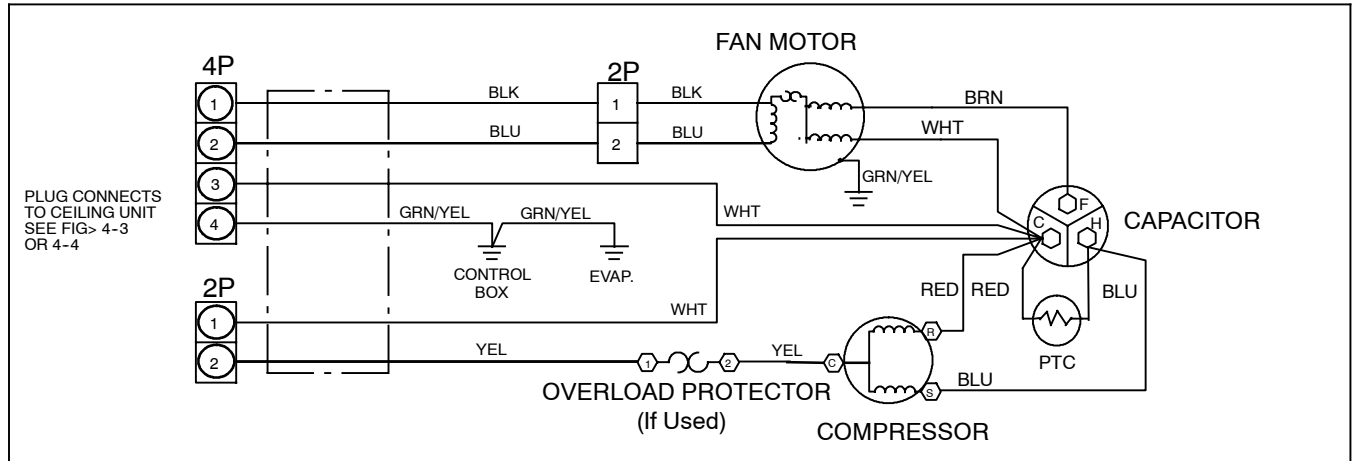 FAN MOTOR
4P
2P
1 BLK 1 BLK BRN
2 BLU 2 BLU WHT
3
GRN/YEL
PLUG CONNECTS
TO CEILING UNIT
SEE FIG> 4-3
OR 4-4
4 GRN/YEL GRN/YEL WHT
F
C H
CAPACITOR
CONTROL
BOX
EVAP.
2P
RED RED BLU
1 WHT
R
PTC
2 YEL 1 2 YEL C
S BLU
OVERLOAD PROTECTOR
(If Used)
COMPRESSOR